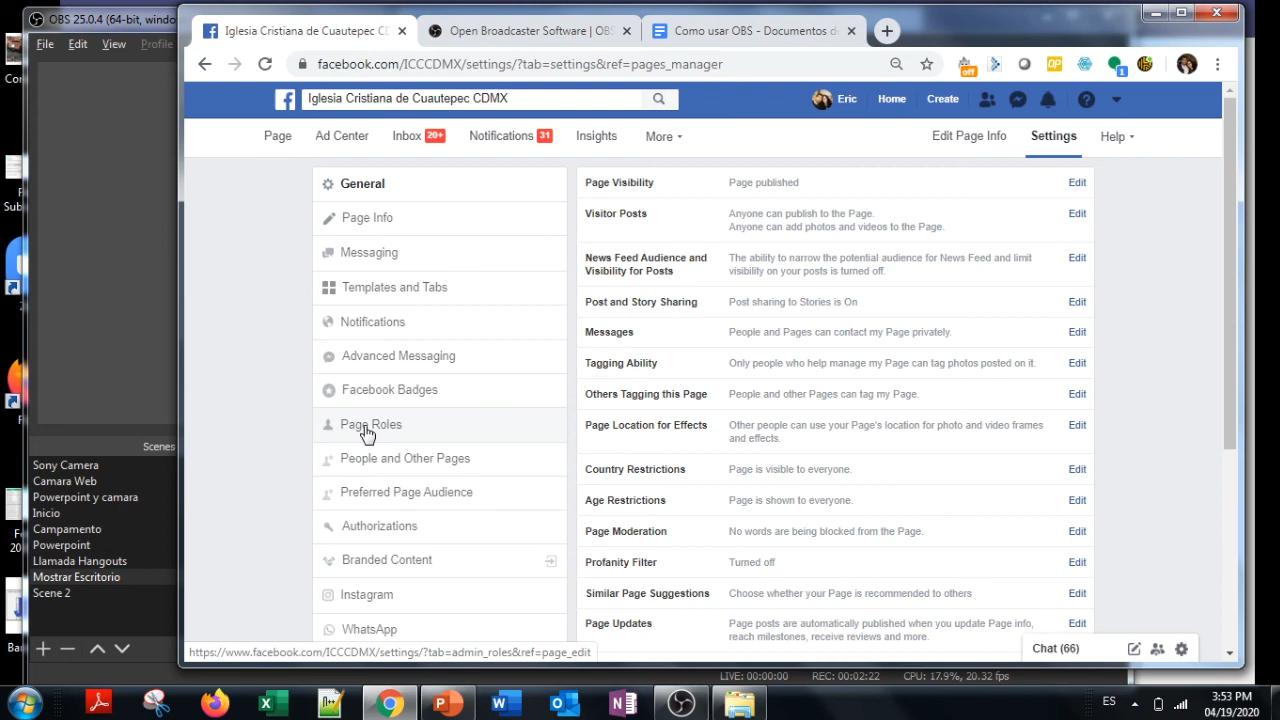 OBS 25.0.4 (64-bit, windo
File Edit View Profile
Iglesia Cristiana de Cuautepec CD
Open Broadcaster Software | OBS
Como usar OBS - Documentos de
facebook.com/ICCCDMX/settings/?tab=settings&ref=pages_manager
off
OP
1
Iglesia Cristiana de Cuautepec CDMX
Eric Home Create
Page Ad Center Inbox 20+ Notifications 31 Insights More Edit Page Info Settings Help
General
Page Info
Messaging
Templates and Tabs
Notifications
Advanced Messaging
Facebook Badges
Page Roles
People and Other Pages
Preferred Page Audience
Authorizations
Branded Content
Instagram
WhatsApp
Page Visibility Page published Edit
Visitor Posts Anyone can publish to the Page. Edit
Anyone can add photos and videos to the Page.
News Feed Audience and The ability to narrow the potential audience for News Feed and limit Edit
Visibility for Posts visibility on your posts is turned off.
Post and Story Sharing Post sharing to Stories is On Edit
Messages People and Pages can contact my Page privately. Edit
Tagging Ability Only people who help manage my Page can tag photos posted on it. Edit
Others Tagging this Page People and other Pages can tag my Page. Edit
Page Location for Effects Other people can use your Page's location for photo and video frames Edit
and effects.
Country Restrictions Page is visible to everyone. Edit
Age Restrictions Page is shown to everyone. Edit
Page Moderation No words are being blocked from the Page. Edit
Profanity Filter Turned off Edit
Similar Page Suggestions Choose whether your Page is recommended to others Edit
Page Updates Page posts are automatically published when you update Page info, Edit
reach milestones, receive reviews and more.
Chat (66)
https://www.facebook.com/ICCCDMX/settings/?tab=admin_roles&ref=page_edit
Scenes
Sony Camera
Camara Web
Powerpoint y camara
Inicio
Campamento
Powerpoint
Llamada Hangouts
Mostrar Escritorio
Scene 2
LIVE: 00:00:00 REC: 00:02:22 CPU: 17.9%, 20.32 fps
ES
3:53 PM
04/19/2020